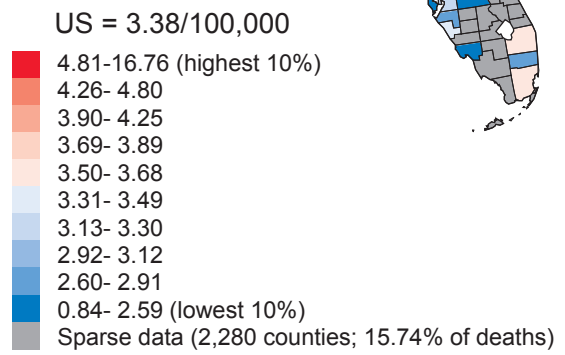 US = 3.38/100,000
4.81-16.76 (highest 10%)
4.26- 4.80
3.90- 4.25
3.69- 3.89
3.50- 3.68
3.31- 3.49
3.13- 3.30
2.92- 3.12
2.60- 2.91
0.84- 2.59 (lowest 10%)
Sparse data (2,280 counties; 15.74% of deaths)